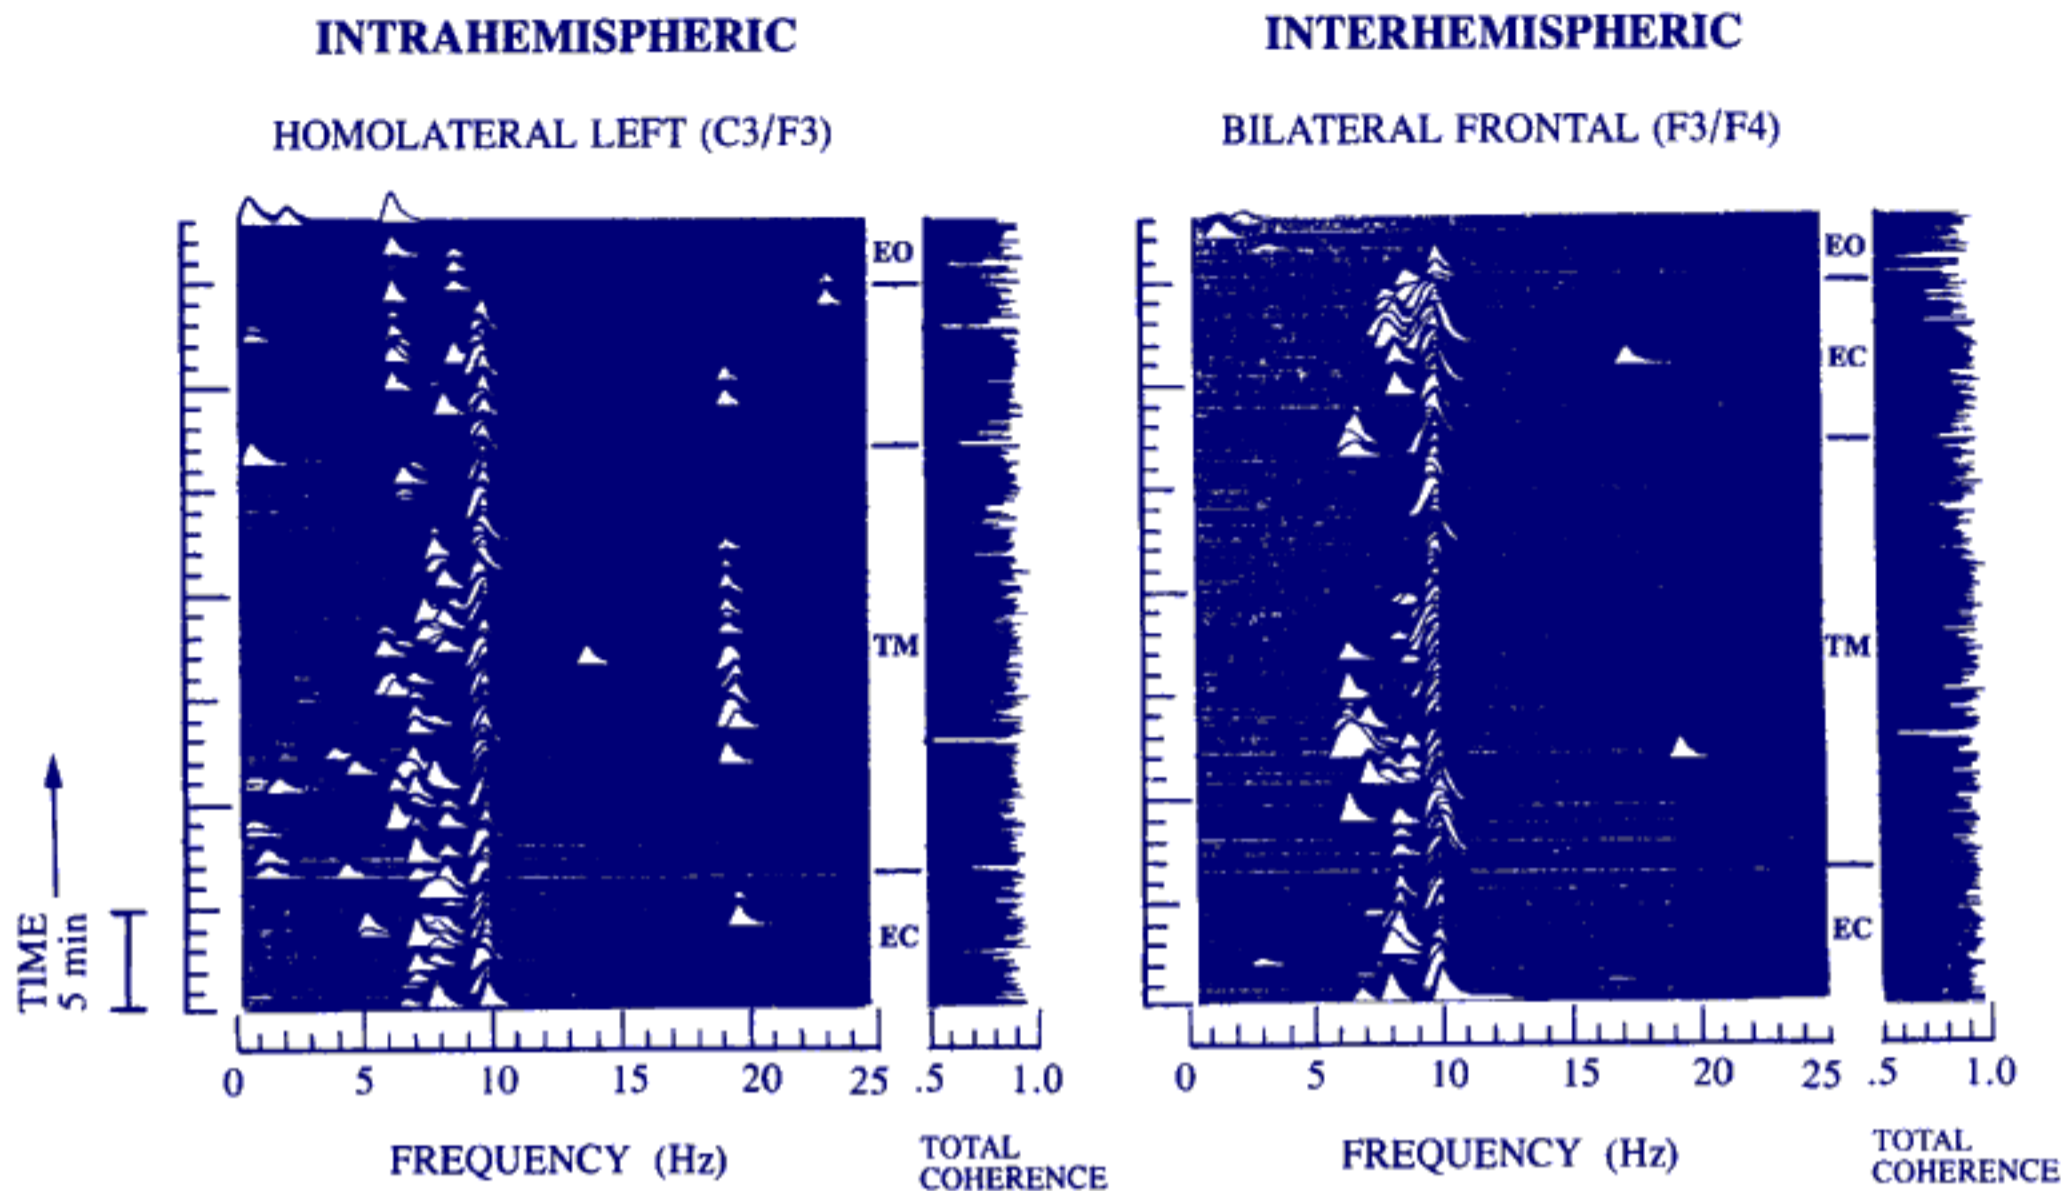 INTRAHEMISPHERIC
HOMOLATERAL LEFT (C3/F3)
EO
TM
EC
TIME
5 min
0 5 10 15 20 25
.5 1.0
FREQUENCY (Hz)
TOTAL
COHERENCE
INTERHEMISPHERIC
BILATERAL FRONTAL (F3/F4)
EO
EC
TM
EC
0 5 10 15 20 25
.5 1.0
FREQUENCY (Hz)
TOTAL
COHERENCE